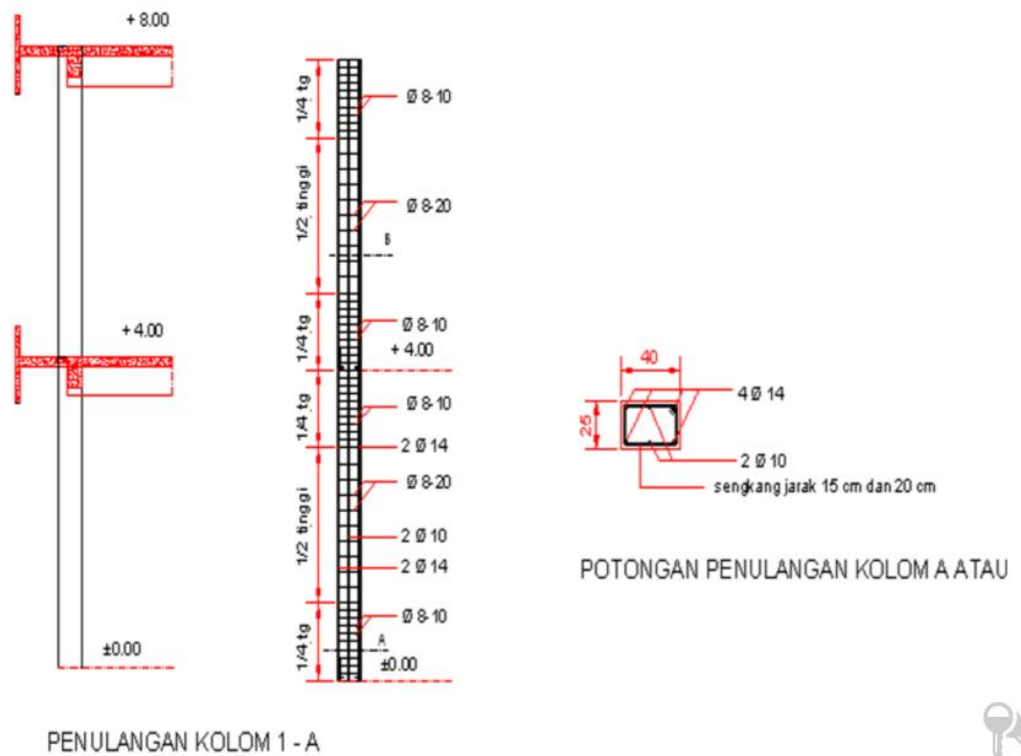 + 8.00
+ 4.00
±0.00
PENULANGAN KOLOM 1 - A
1/4 tg
1/2 tinggi
1/4 tg
1/4 tg
1/2 tinggi
1/4 tg
Ø 8-10
Ø 8-20
B
Ø 8-10
+ 4.00
Ø 8-10
2 Ø 14
Ø 8-20
2 Ø 10
2 Ø 14
Ø 8-10
A
±0.00
40
25
4 Ø 14
2 Ø 10
sengkang jarak 15 cm dan 20 cm
POTONGAN PENULANGAN KOLOM A ATAU